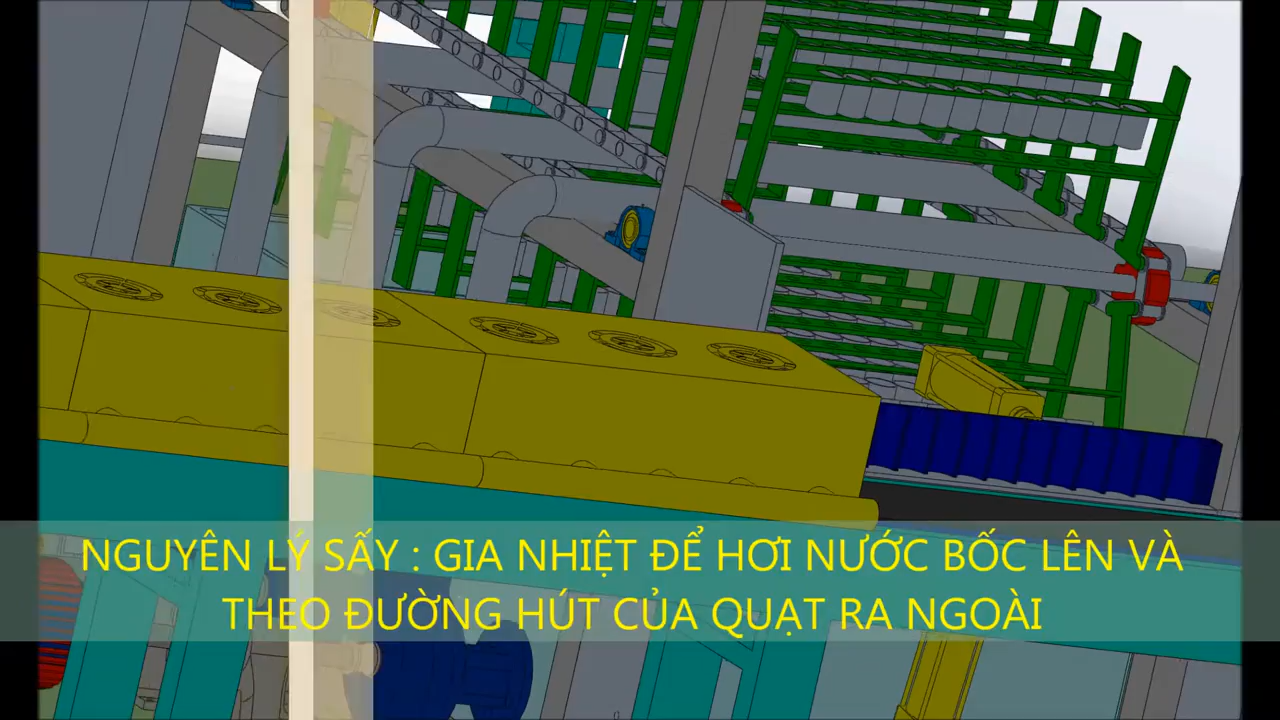 NGUYÊN LÝ SẤY : GIA NHIỆT ĐỂ HƠI NƯỚC BỐC LÊN VÀ
THEO ĐƯỜNG HÚT CỦA QUẠT RA NGOÀI